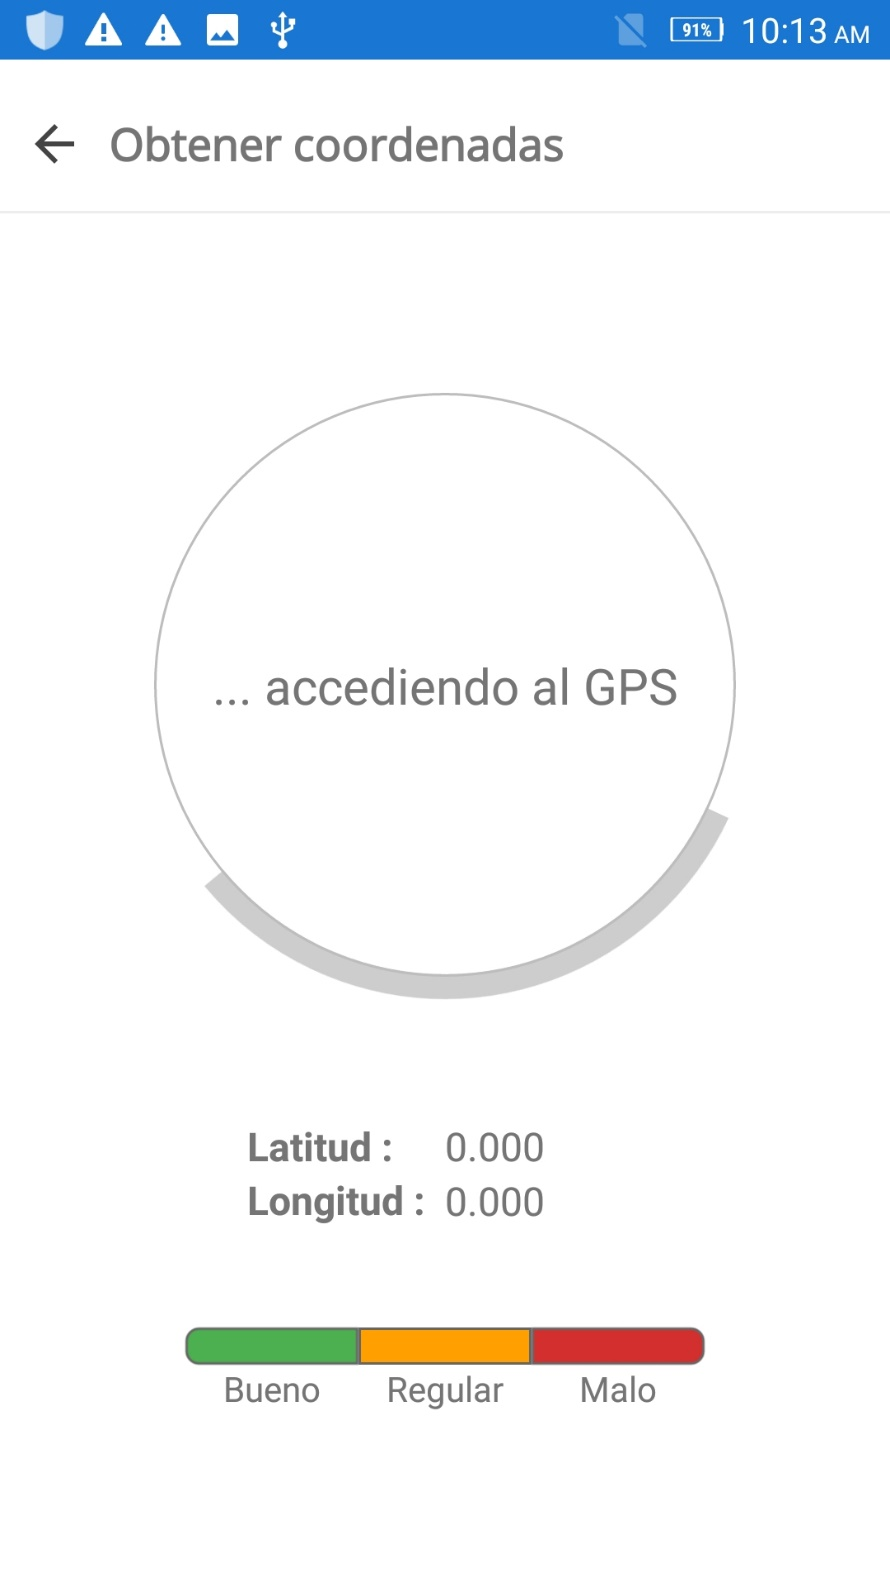 91% 10:13 AM
Obtener coordenadas
... accediendo al GPS
Latitud : 0.000
Longitud : 0.000
Bueno Regular Malo